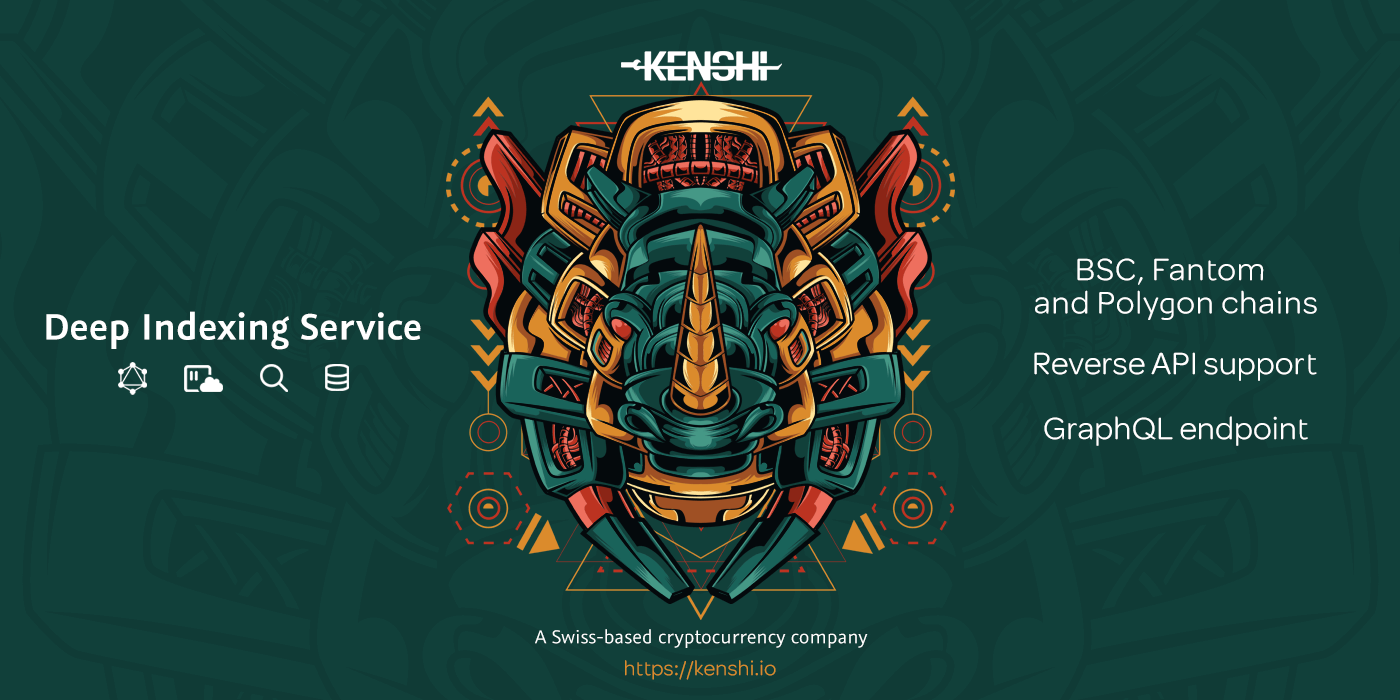 KENSHI
Deep Indexing Service
BSC, Fantom
and Polygon chains
Reverse API support
GraphQL endpoint
A Swiss-based cryptocurrency company
https://kenshi.io